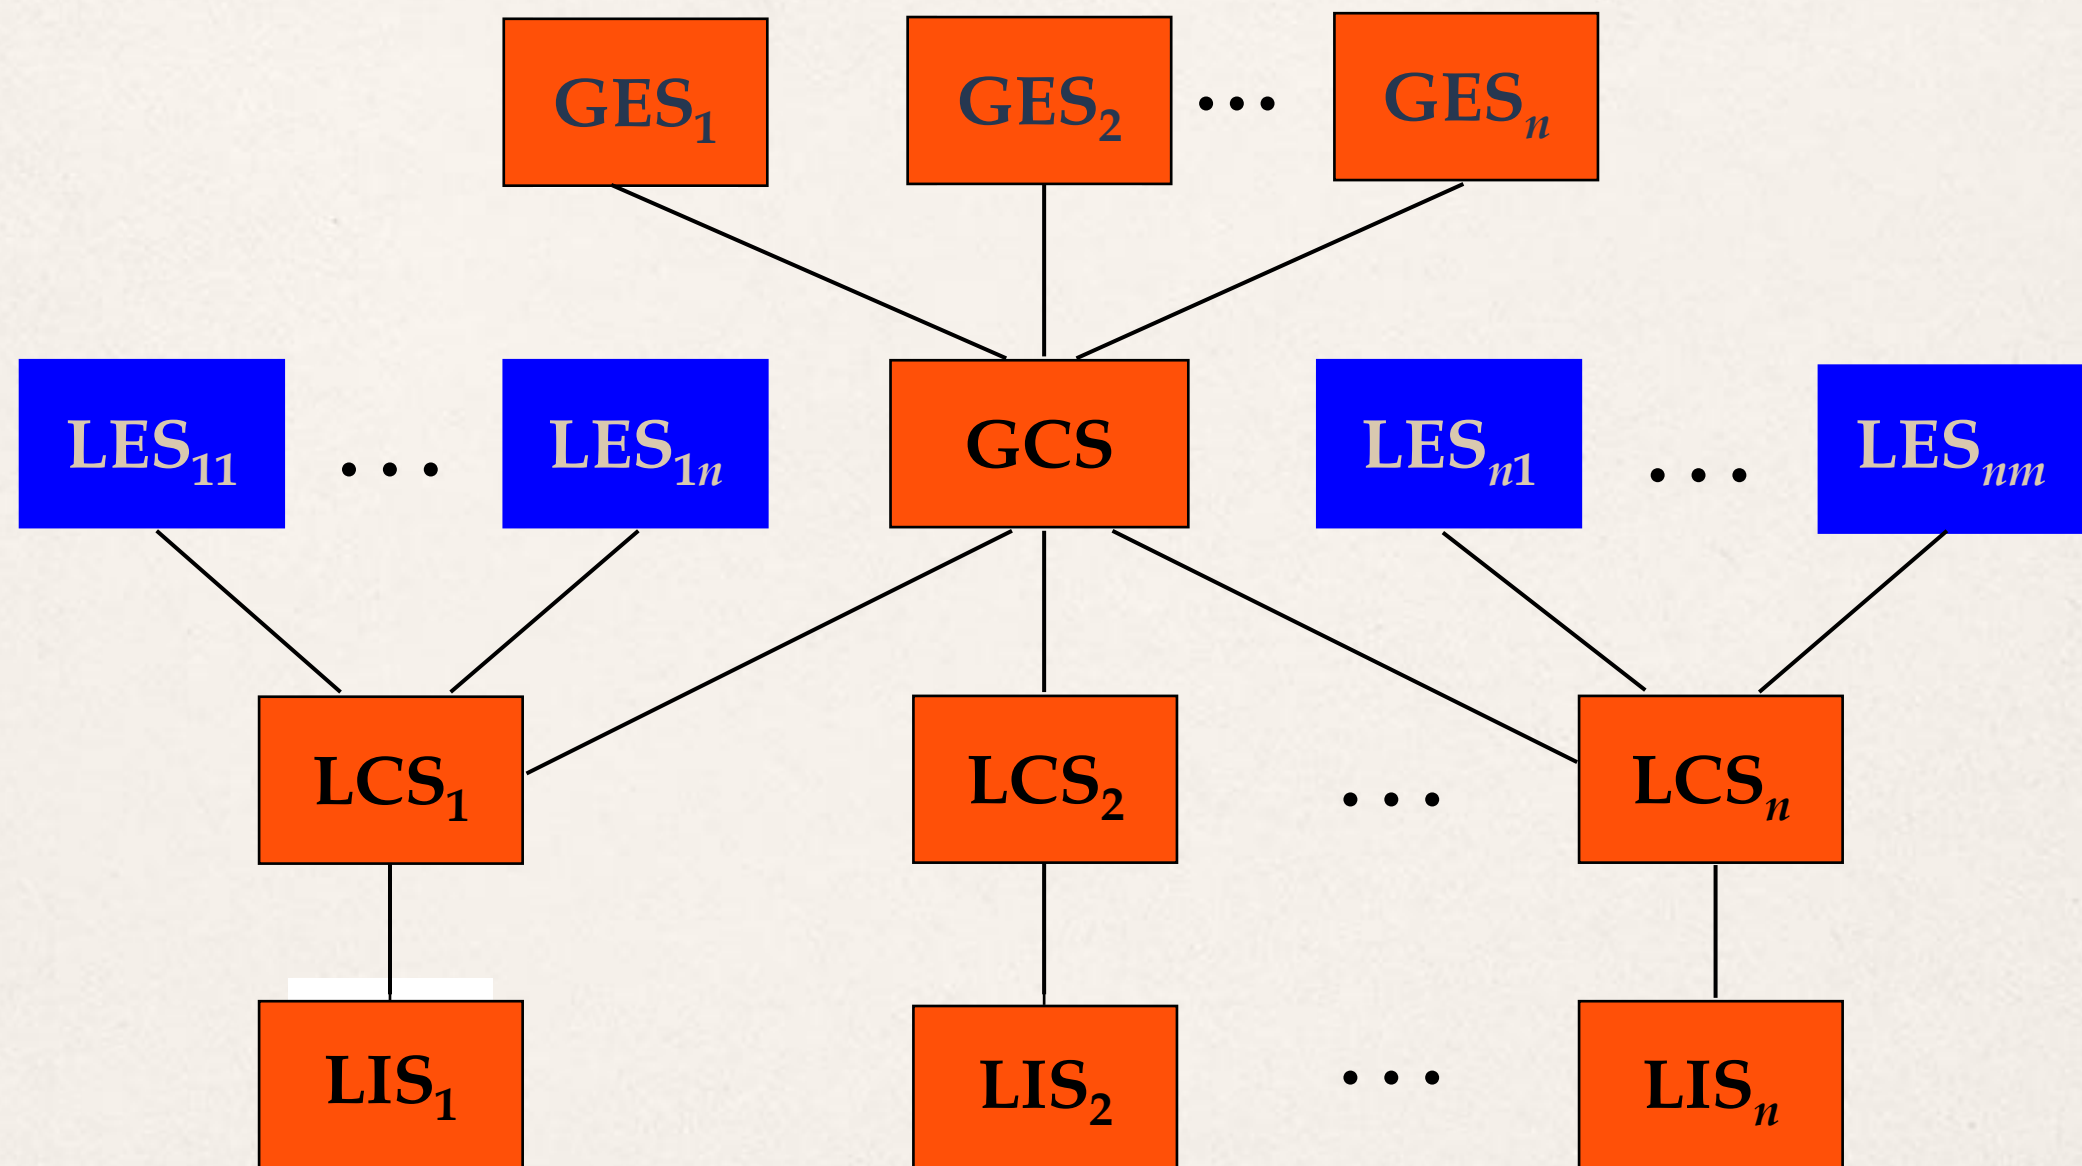 GES₁ GES₂ • • • GESₙ
LES₁₁ • • • LES₁ₙ GCS LESₙ₁ • • • LESₙₘ
LCS₁ LCS₂ • • • LCSₙ
LIS₁ LIS₂ • • • LISₙ